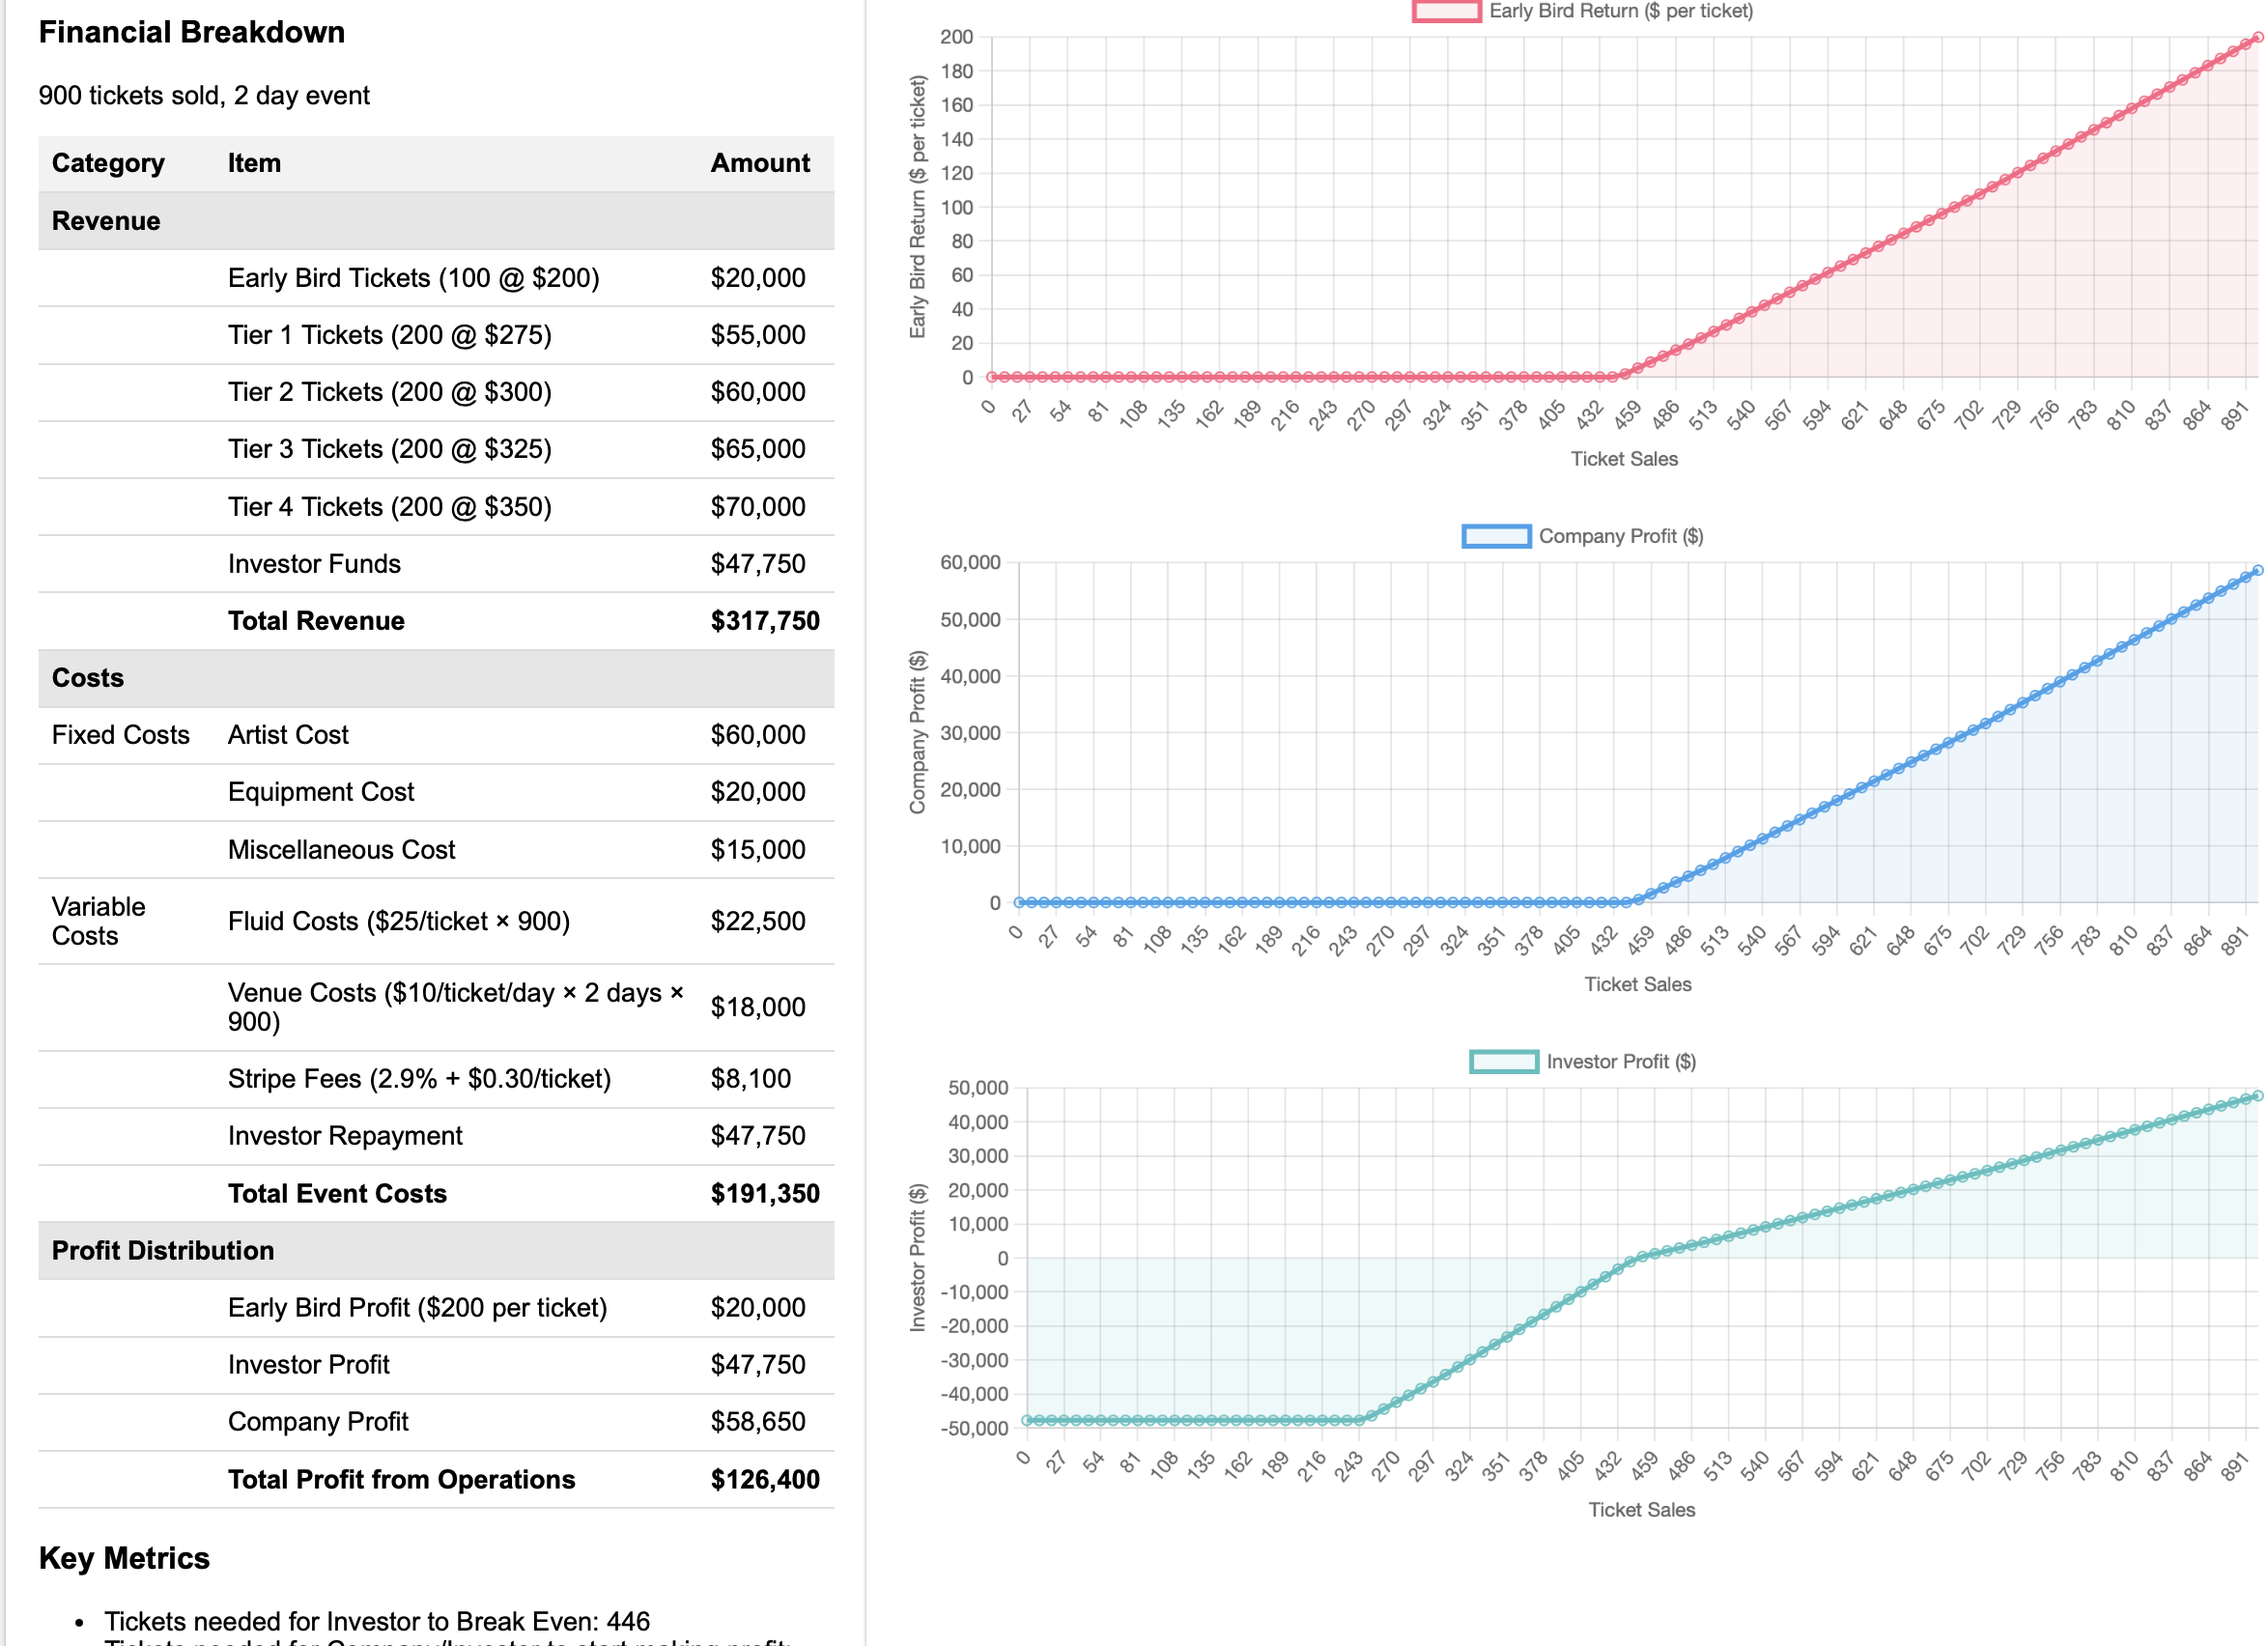 Financial Breakdown
900 tickets sold, 2 day event
Category Item Amount
Revenue
Early Bird Tickets (100 @ $200) $20,000
Tier 1 Tickets (200 @ $275) $55,000
Tier 2 Tickets (200 @ $300) $60,000
Tier 3 Tickets (200 @ $325) $65,000
Tier 4 Tickets (200 @ $350) $70,000
Investor Funds $47,750
Total Revenue $317,750
Costs
Fixed Costs Artist Cost $60,000
Equipment Cost $20,000
Miscellaneous Cost $15,000
Variable
Costs
Fluid Costs ($25/ticket × 900) $22,500
Venue Costs ($10/ticket/day × 2 days ×
900)
$18,000
Stripe Fees (2.9% + $0.30/ticket) $8,100
Investor Repayment $47,750
Total Event Costs $191,350
Profit Distribution
Early Bird Profit ($200 per ticket) $20,000
Investor Profit $47,750
Company Profit $58,650
Total Profit from Operations $126,400
Key Metrics
• Tickets needed for Investor to Break Even: 446
Tickets needed for Company/Investor to start making profit:
Early Bird Return ($ per ticket)
Early Bird Return ($ per ticket)
200
180
160
140
120
100
80
60
40
20
0
0 27 54 81 108 135 162 189 216 243 270 297 324 351 378 405 432 459 486 513 540 567 594 621 648 675 702 729 756 783 810 837 864 891
Ticket Sales
Company Profit ($)
Company Profit ($)
60,000
50,000
40,000
30,000
20,000
10,000
0
0 27 54 81 108 135 162 189 216 243 270 297 324 351 378 405 432 459 486 513 540 567 594 621 648 675 702 729 756 783 810 837 864 891
Ticket Sales
Investor Profit ($)
Investor Profit ($)
50,000
40,000
30,000
20,000
10,000
0
-10,000
-20,000
-30,000
-40,000
-50,000
0 27 54 81 108 135 162 189 216 243 270 297 324 351 378 405 432 459 486 513 540 567 594 621 648 675 702 729 756 783 810 837 864 891
Ticket Sales